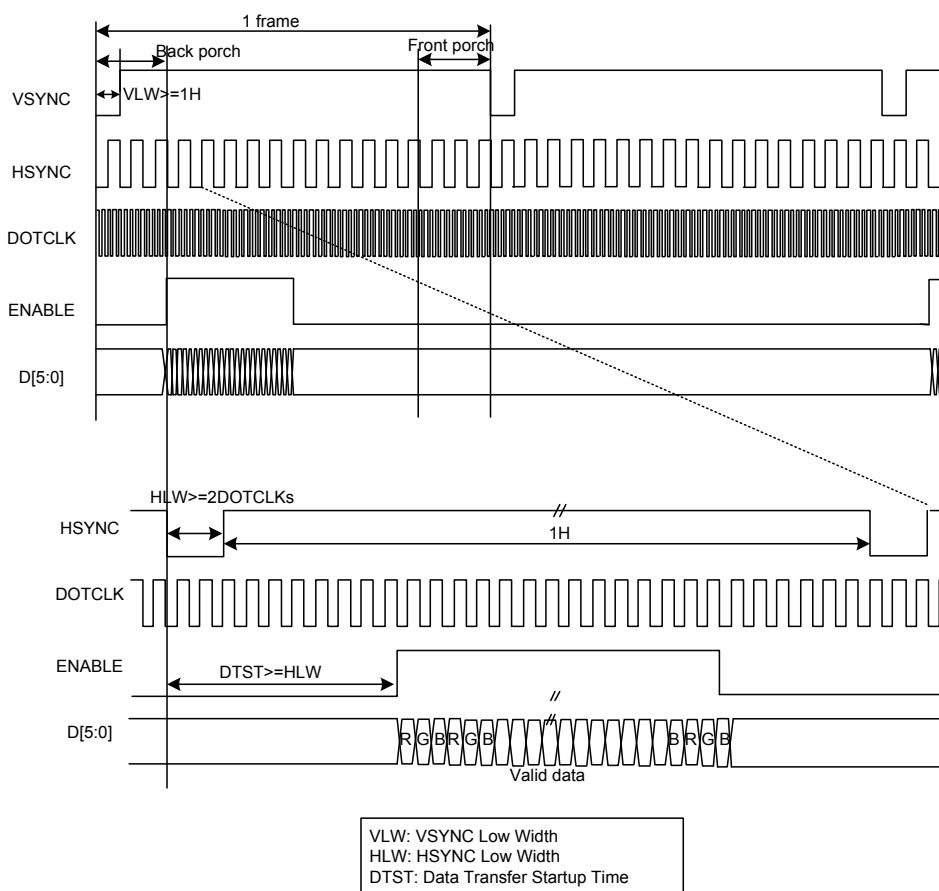 1 frame
Back porch
Front porch
VLW>=1H
VSYNC
HSYNC
DOTCLK
ENABLE
D[5:0]
HLW>=2DOTCLKs
HSYNC
//
1H
DOTCLK
ENABLE
DTST>=HLW
//
D[5:0]
//
R G B R G B B R G B
Valid data
VLW: VSYNC Low Width
HLW: HSYNC Low Width
DTST: Data Transfer Startup Time